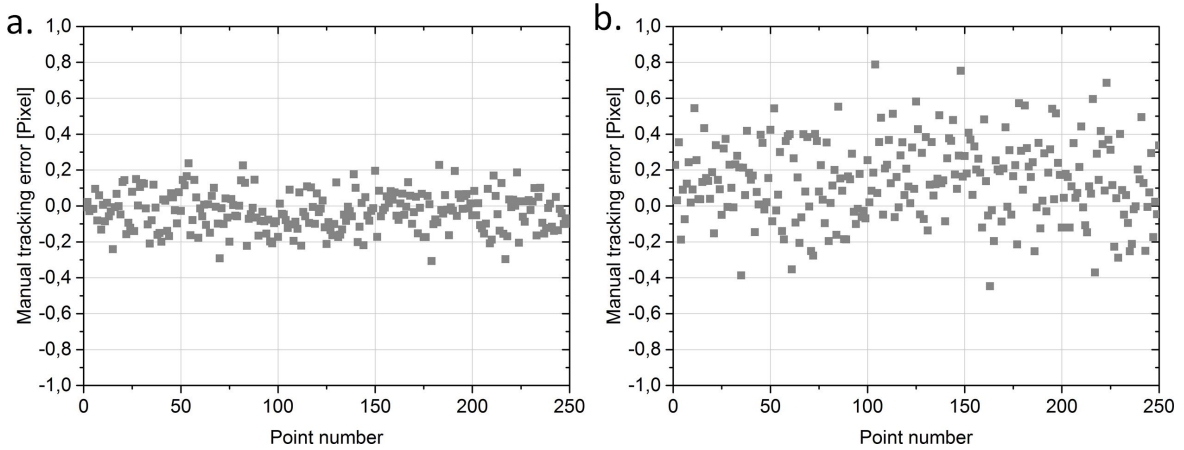 a.
Manual tracking error [Pixel]
1,0
0,8
0,6
0,4
0,2
0,0
-0,2
-0,4
-0,6
-0,8
-1,0
0 50 100 150 200 250
Point number
b.
Manual tracking error [Pixel]
1,0
0,8
0,6
0,4
0,2
0,0
-0,2
-0,4
-0,6
-0,8
-1,0
0 50 100 150 200 250
Point number